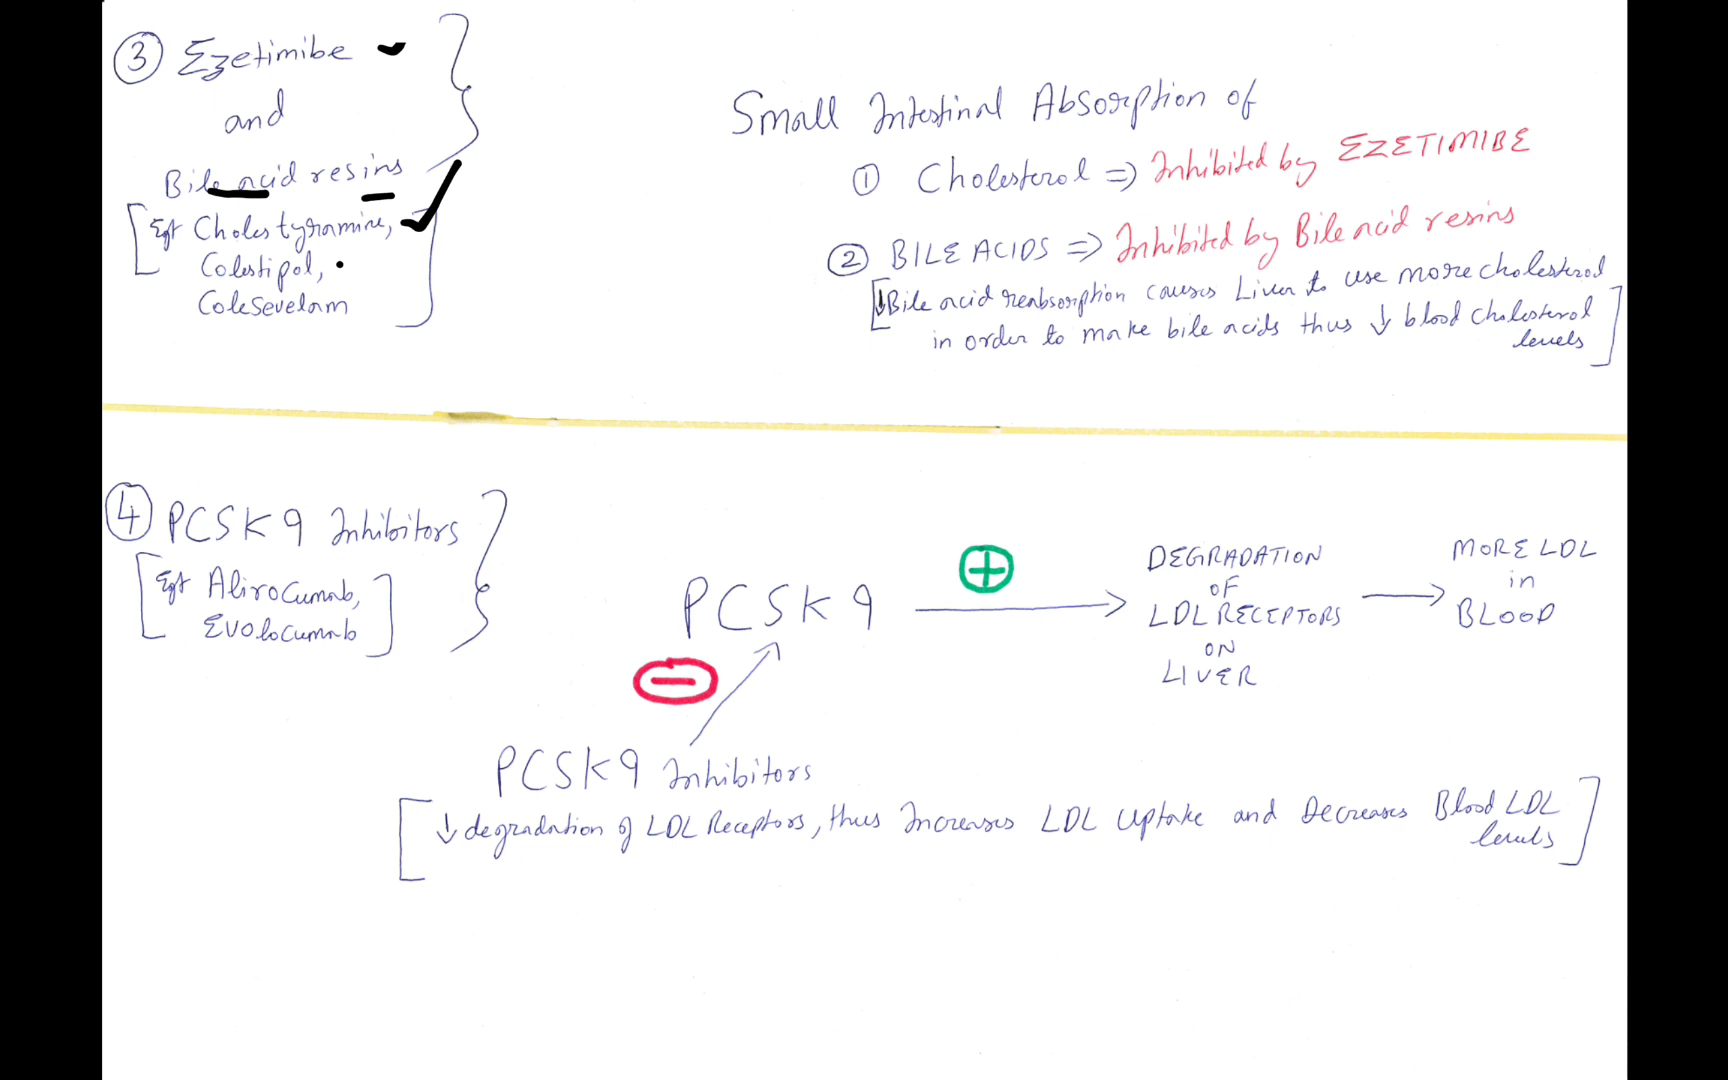 ③ Ezetimibe
and
Bile acid resins
[Eg: Cholestyramine,
Colestipol,
Colesevelam]
Small Intestinal Absorption of
① Cholesterol ⇒ Inhibited by EZETIMIBE
② BILE ACIDS ⇒ Inhibited by Bile acid resins
[↓Bile acid reabsorption causes Liver to use more cholesterol
in order to make bile acids thus ↓ blood cholesterol
levels]
④ PCSK9 Inhibitors
[Eg: Alirocumab,
Evolocumab]
PCSK9
+
→
DEGRADATION
OF
LDL RECEPTORS
ON
LIVER
→
MORE LDL
in
BLOOD
−
PCSK9 Inhibitors
[↓ degradation of LDL Receptors, thus Increases LDL Uptake and Decreases Blood LDL
levels]